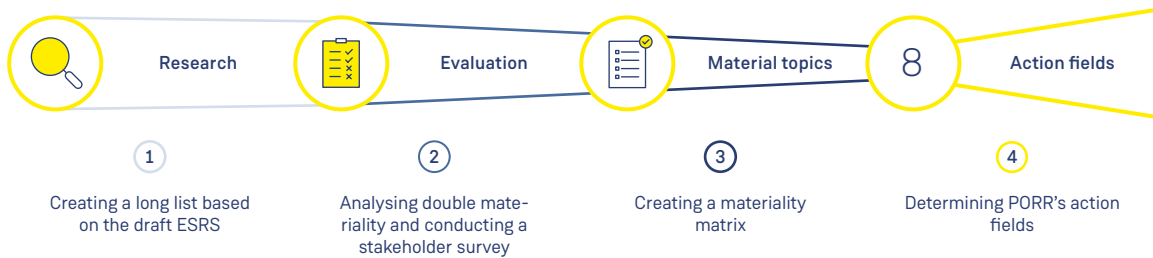 Research
Evaluation
Material topics
8
Action fields
1
Creating a long list based
on the draft ESRS
2
Analysing double mate-
riality and conducting a
stakeholder survey
3
Creating a materiality
matrix
4
Determining PORR's action
fields